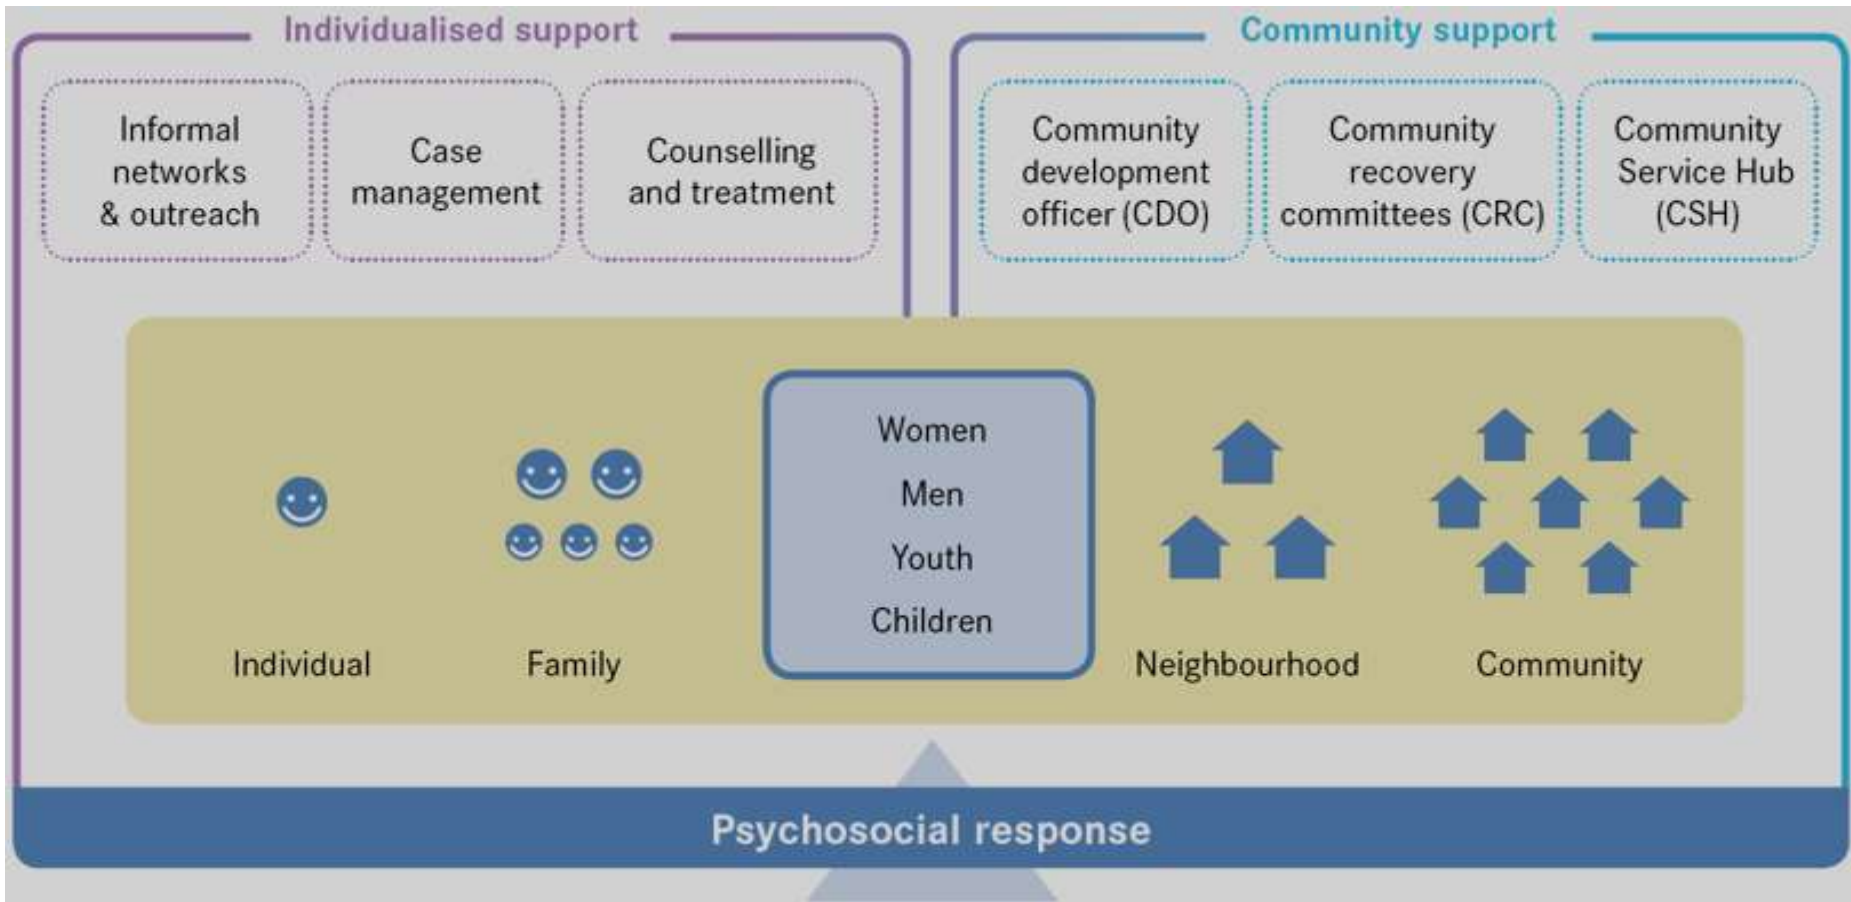 Individualised support
Community support
Informal
networks
& outreach
Case
management
Counselling
and treatment
Community
development
officer (CDO)
Community
recovery
committees (CRC)
Community
Service Hub
(CSH)
Women
Men
Youth
Children
Individual
Family
Neighbourhood
Community
Psychosocial response